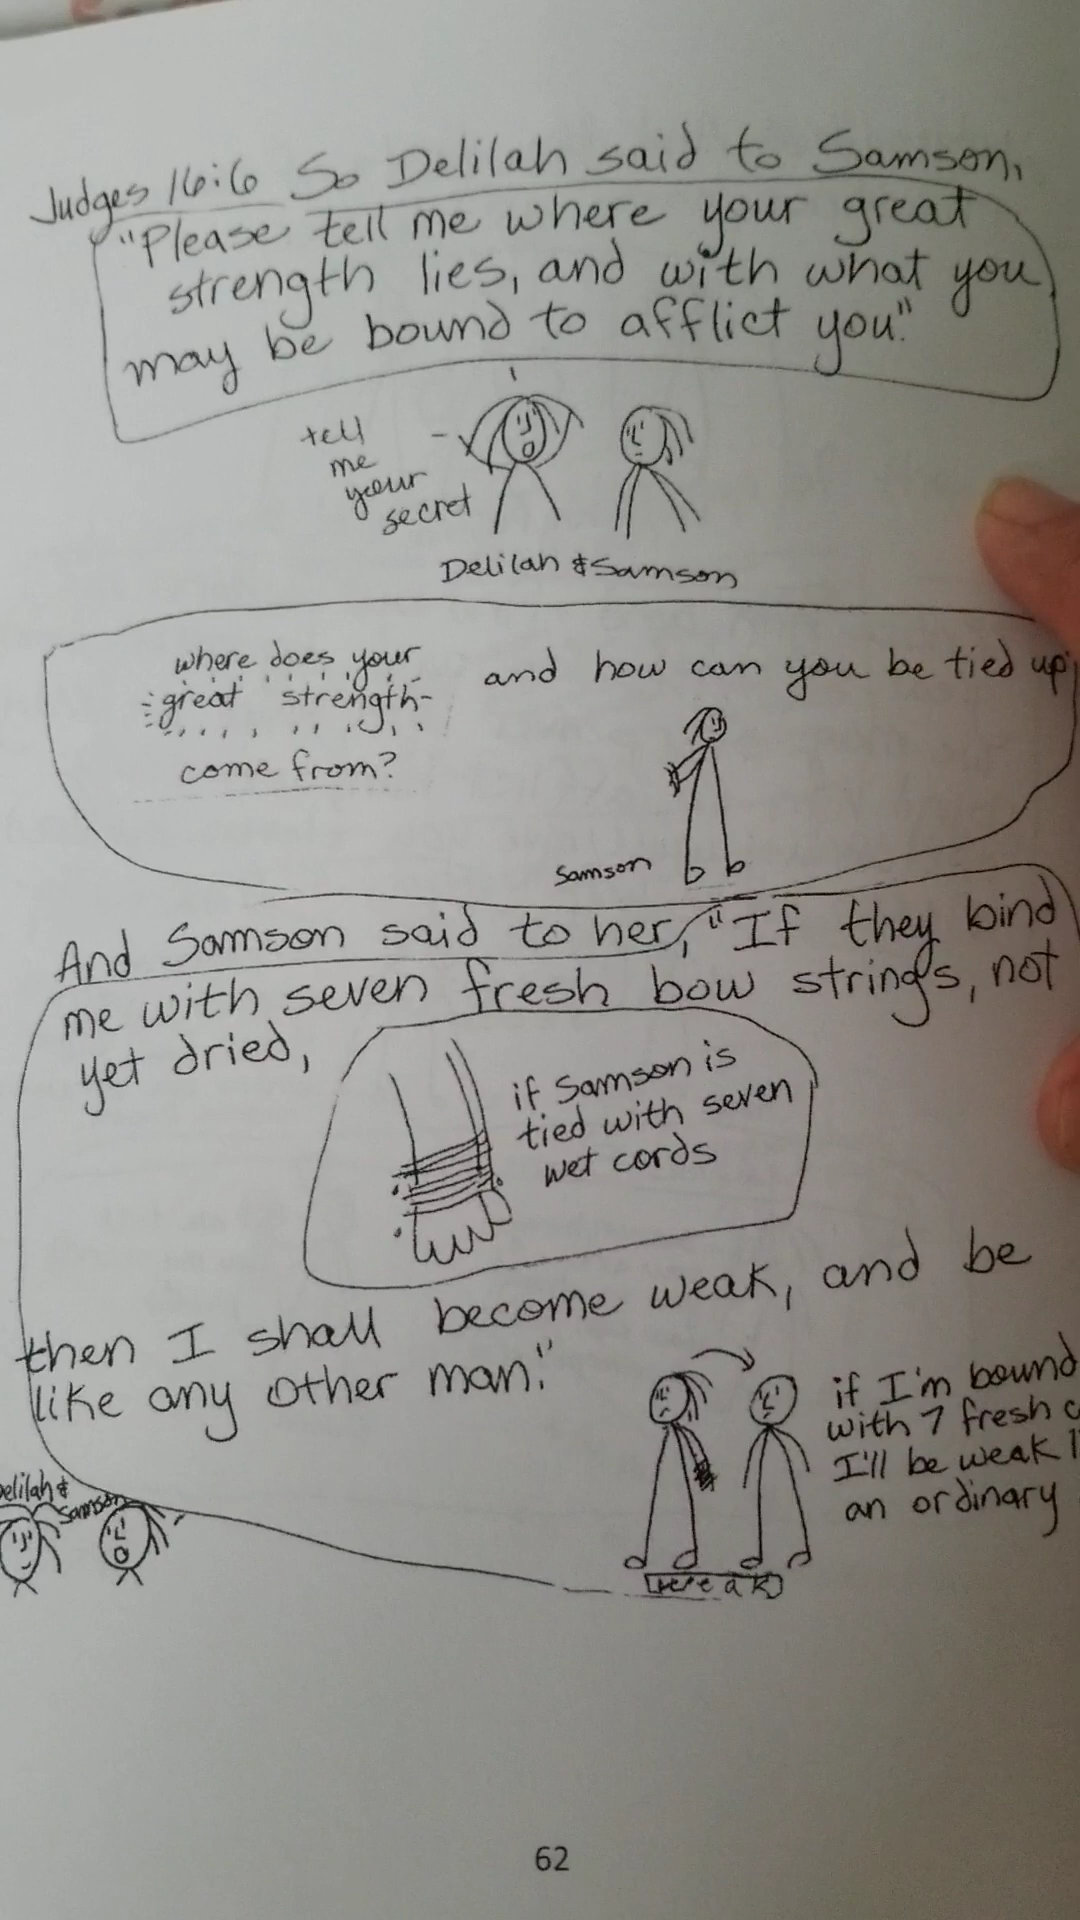 Judges 16:6 So Delilah said to Samson,
"Please tell me where your great
strength lies, and with what you
may be bound to afflict you."
tell
me
your
secret
Delilah & Samson
where does your
great strength
come from?
and how can you be tied up
Samson
And Samson said to her, "If they bind
me with seven fresh bow strings, not
yet dried,
if Samson is
tied with seven
wet cords
then I shall become weak, and be
like any other man."
if I'm bound
with 7 fresh
I'll be weak
an ordinary
weak
Delilah &
Samson
62